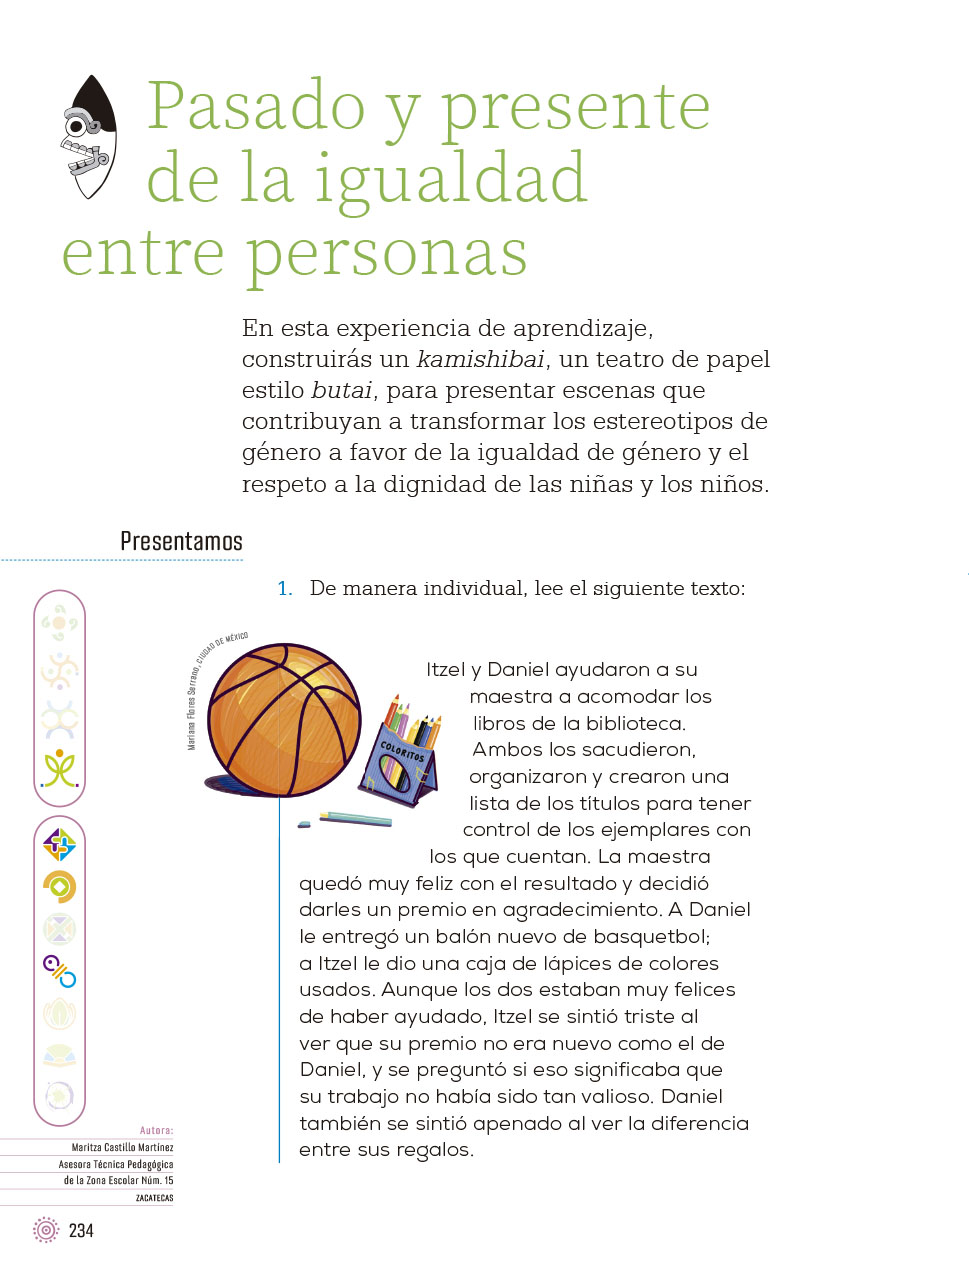 Pasado y presente
de la igualdad
entre personas
En esta experiencia de aprendizaje,
construirás un kamishibai, un teatro de papel
estilo butai, para presentar escenas que
contribuyan a transformar los estereotipos de
género a favor de la igualdad de género y el
respeto a la dignidad de las niñas y los niños.
Presentamos
1. De manera individual, lee el siguiente texto:
Mariana Flores Serrano, CIUDAD DE MÉXICO
COLORITOS
Itzel y Daniel ayudaron a su
maestra a acomodar los
libros de la biblioteca.
Ambos los sacudieron,
organizaron y crearon una
lista de los títulos para tener
control de los ejemplares con
los que cuentan. La maestra
quedó muy feliz con el resultado y decidió
darles un premio en agradecimiento. A Daniel
le entregó un balón nuevo de basquetbol;
a Itzel le dio una caja de lápices de colores
usados. Aunque los dos estaban muy felices
de haber ayudado, Itzel se sintió triste al
ver que su premio no era nuevo como el de
Daniel, y se preguntó si eso significaba que
su trabajo no había sido tan valioso. Daniel
también se sintió apenado al ver la diferencia
entre sus regalos.
Autora:
Maritza Castillo Martínez
Asesora Técnica Pedagógica
de la Zona Escolar Núm. 15
ZACATECAS
234